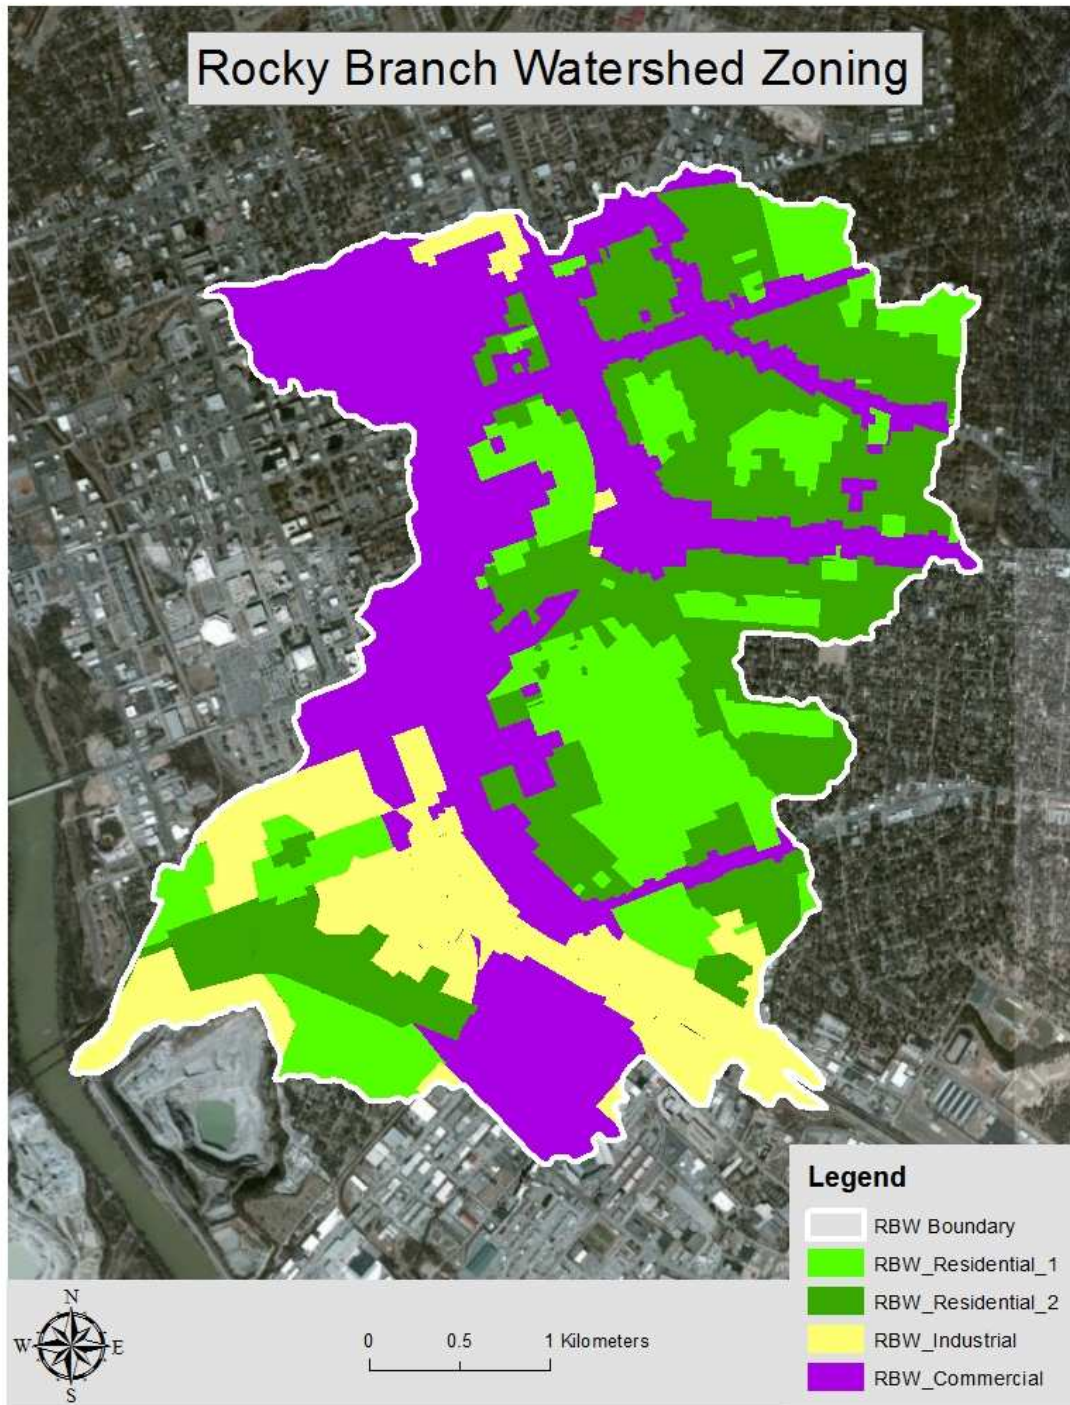 Rocky Branch Watershed Zoning
Legend
RBW Boundary
RBW_Residential_1
RBW_Residential_2
RBW_Industrial
RBW_Commercial
N
W E
S
0 0.5 1 Kilometers